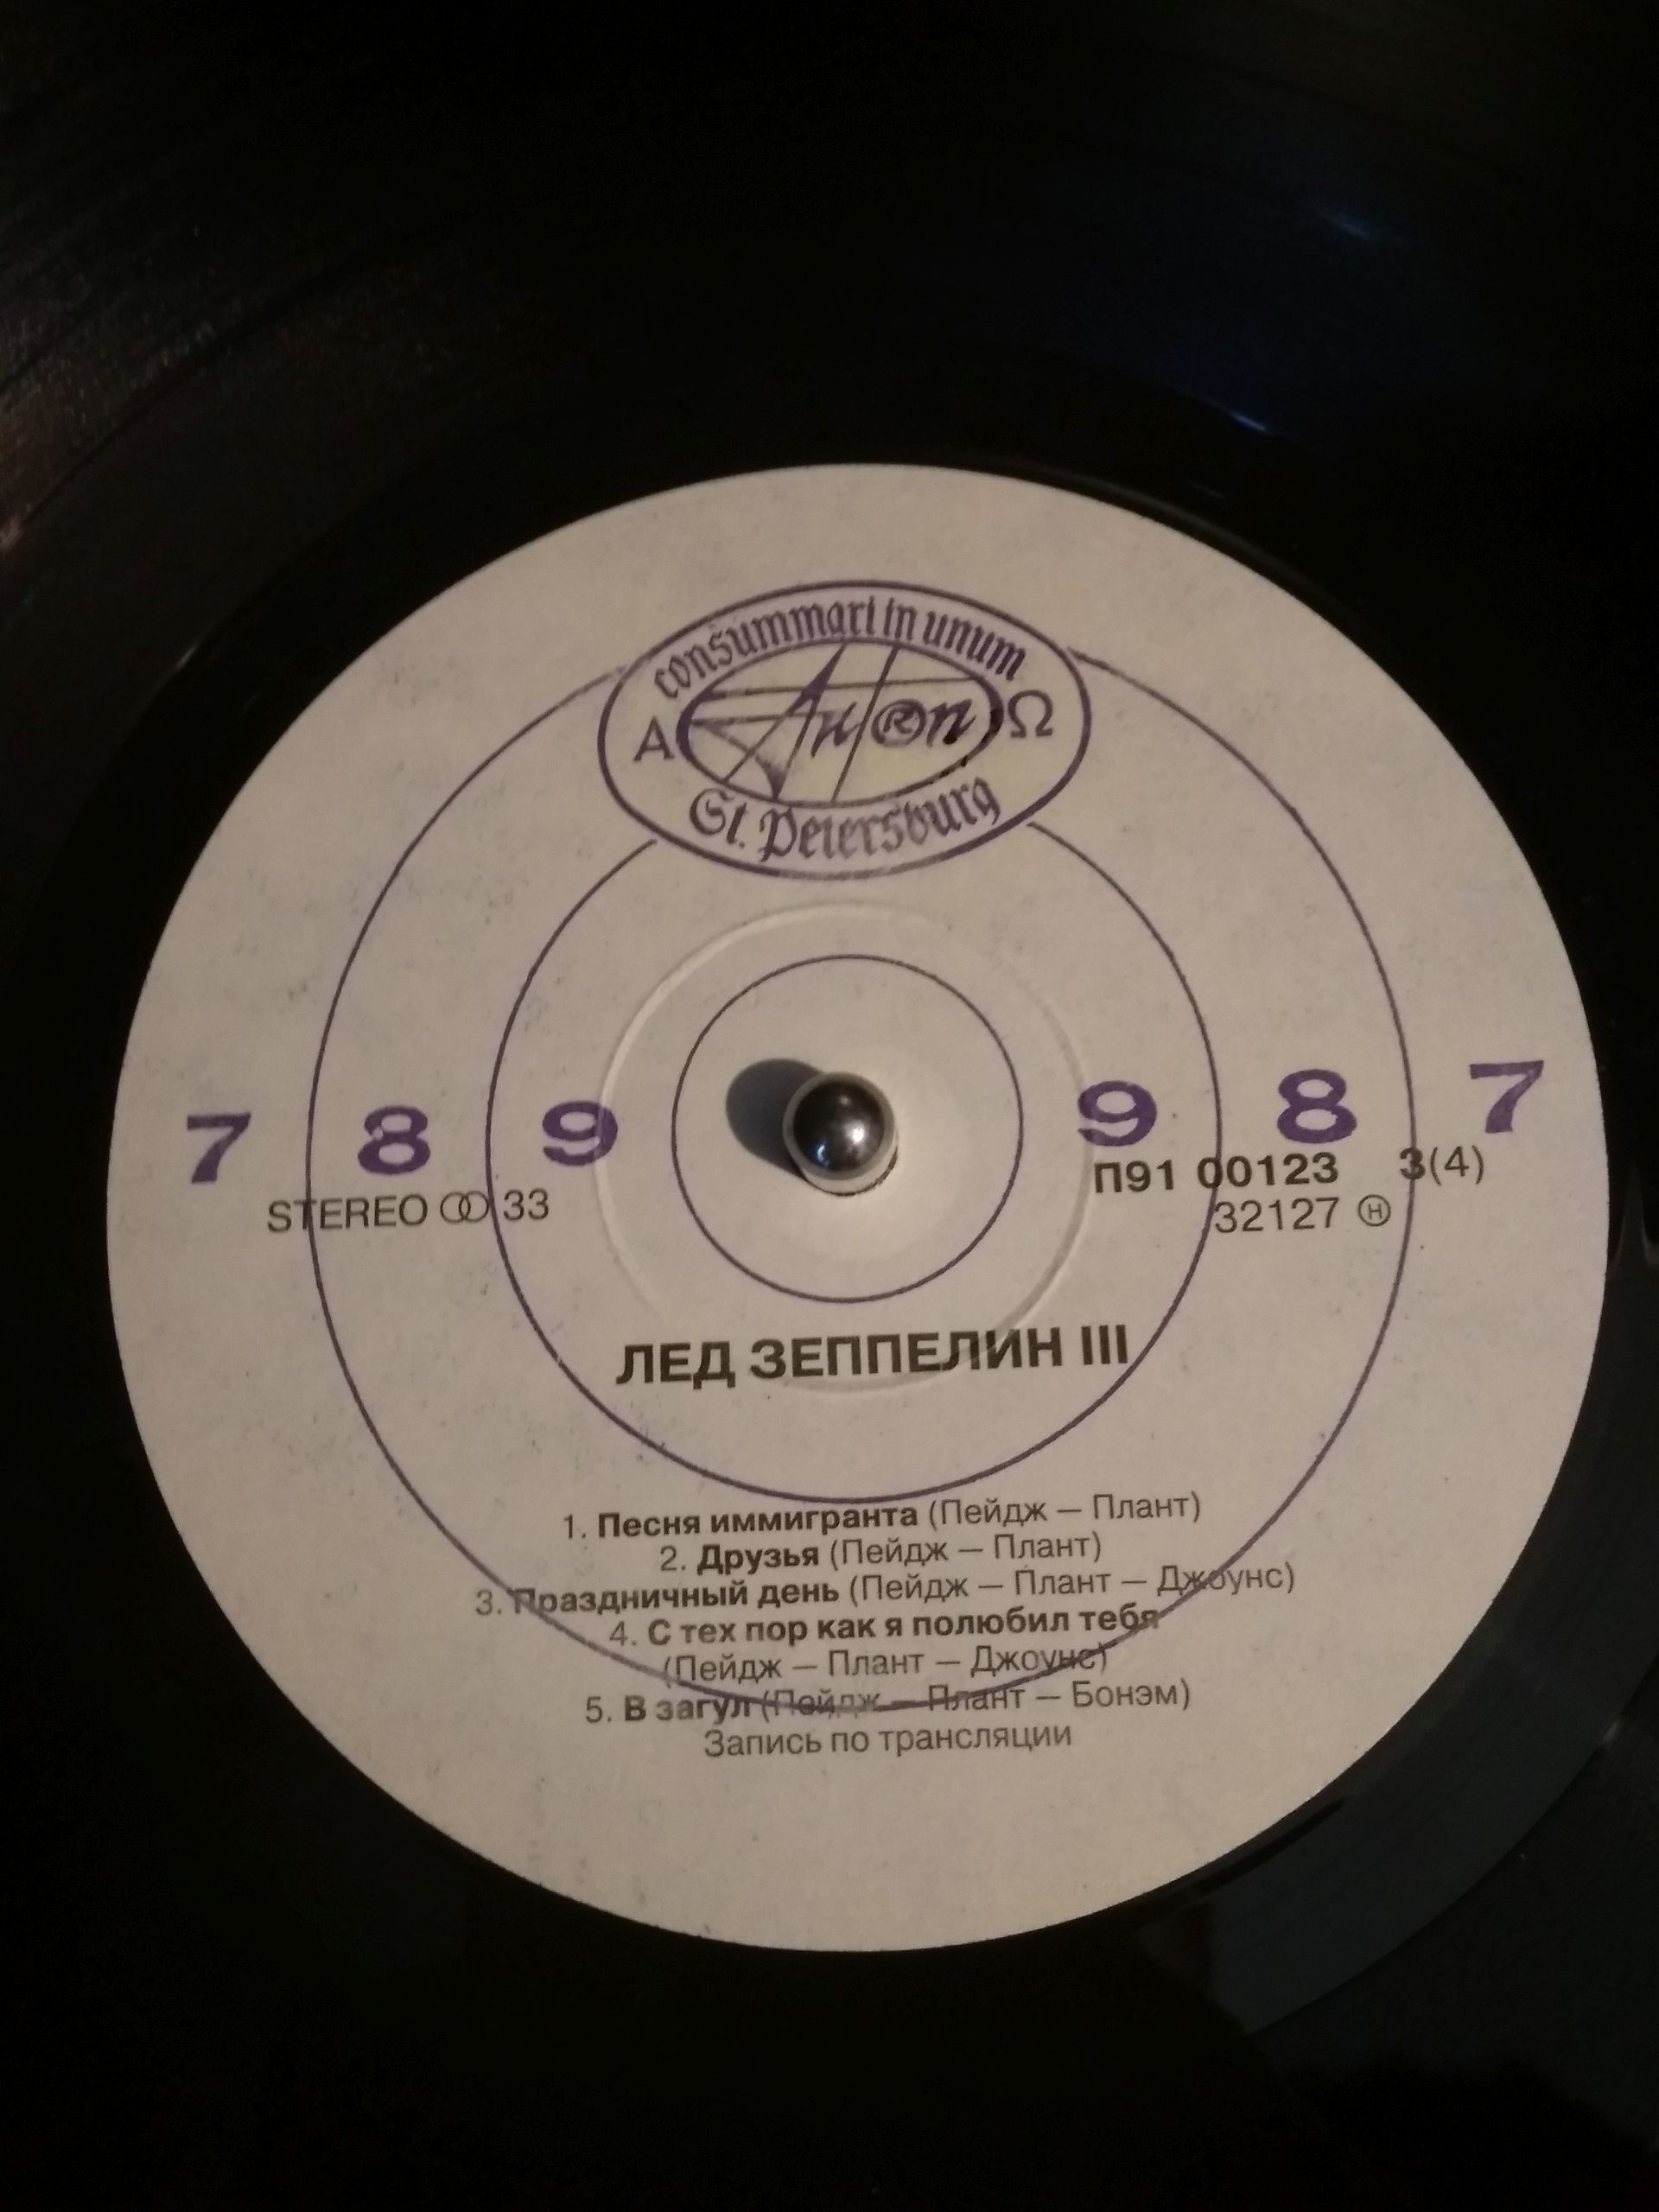 consummari in unum
A AnTRop Ω
St. Petersburg
7 8 9 9 8 7
STEREO 33 П91 00123 3(4)
32127 Ⓗ
ЛЕД ЗЕППЕЛИН III
1. Песня иммигранта (Пейдж — Плант)
2. Друзья (Пейдж — Плант)
3. Праздничный день (Пейдж — Плант — Джоунс)
4. С тех пор как я полюбил тебя
(Пейдж — Плант — Джоунс)
5. В загул (Пейдж — Плант — Бонэм)
Запись по трансляции